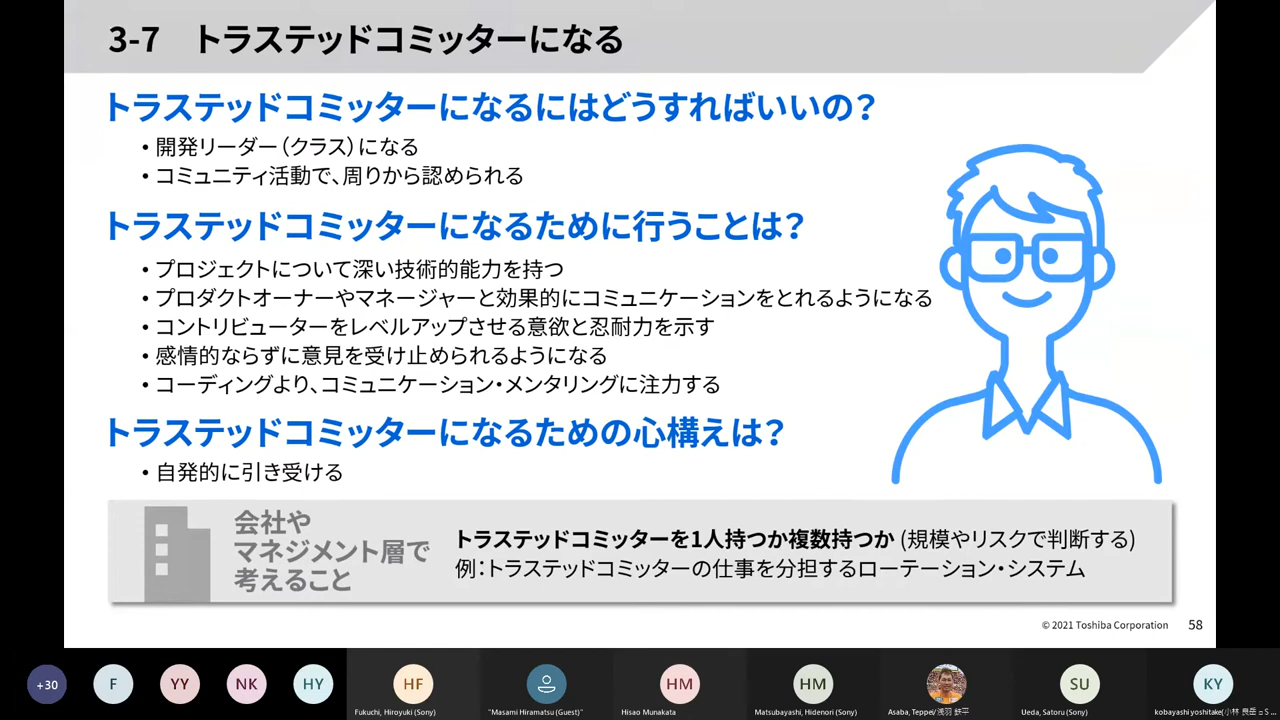 3-7 トラステッドコミッターになる
トラステッドコミッターになるにはどうすればいいの？
・開発リーダー（クラス）になる
・コミュニティ活動で、周りから認められる
トラステッドコミッターになるために行うことは？
・プロジェクトについて深い技術的能力を持つ
・プロダクトオーナーやマネージャーと効果的にコミュニケーションをとれるようになる
・コントリビューターをレベルアップさせる意欲と忍耐力を示す
・感情的ならずに意見を受け止められるようになる
・コーディングより、コミュニケーション・メンタリングに注力する
トラステッドコミッターになるための心構えは？
・自発的に引き受ける
会社や
マネジメント層で
考えること
トラステッドコミッターを1人持つか複数持つか (規模やリスクで判断する)
例：トラステッドコミッターの仕事を分担するローテーション・システム
© 2021 Toshiba Corporation 58
+30 F YY NK HY HF HM HM SU KY
Fukuchi, Hiroyuki (Sony)
"Masami Hiramatsu (Guest)"
Hisao Munakata
Matsubayashi, Hidenori (Sony)
Asaba, Teppei/浅羽 鉄平
Ueda, Satoru (Sony)
kobayashi yoshitake(小林 良岳